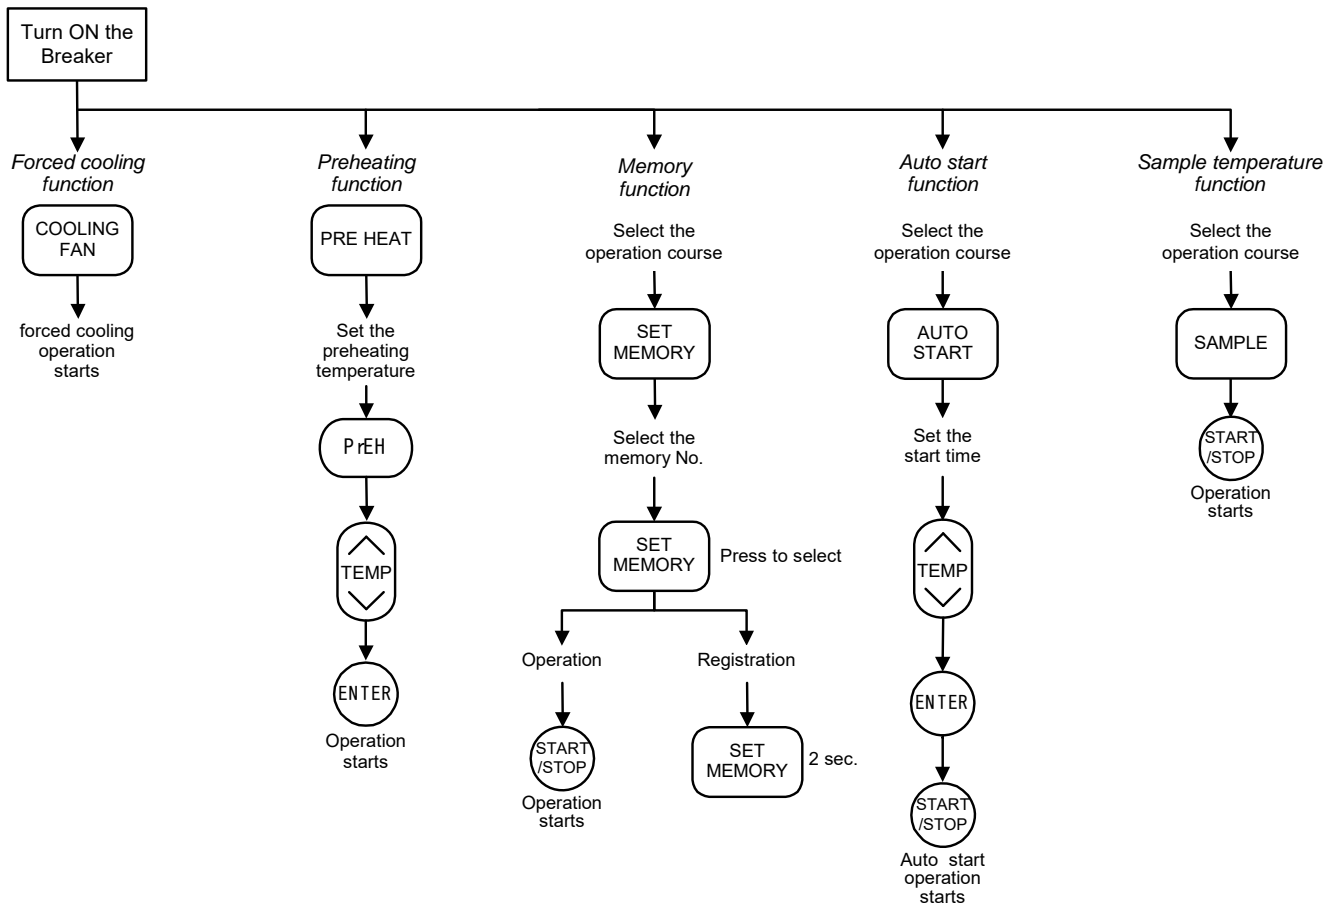 Turn ON the
Breaker
Forced cooling
function
COOLING
FAN
forced cooling
operation
starts
Preheating
function
PRE HEAT
Set the
preheating
temperature
PrEH
TEMP
ENTER
Operation
starts
Memory
function
Select the
operation course
SET
MEMORY
Select the
memory No.
SET
MEMORY
Press to select
Operation
START
/STOP
Operation
starts
Registration
SET
MEMORY
2 sec.
Auto start
function
Select the
operation course
AUTO
START
Set the
start time
TEMP
ENTER
START
/STOP
Auto start
operation
starts
Sample temperature
function
Select the
operation course
SAMPLE
START
/STOP
Operation
starts